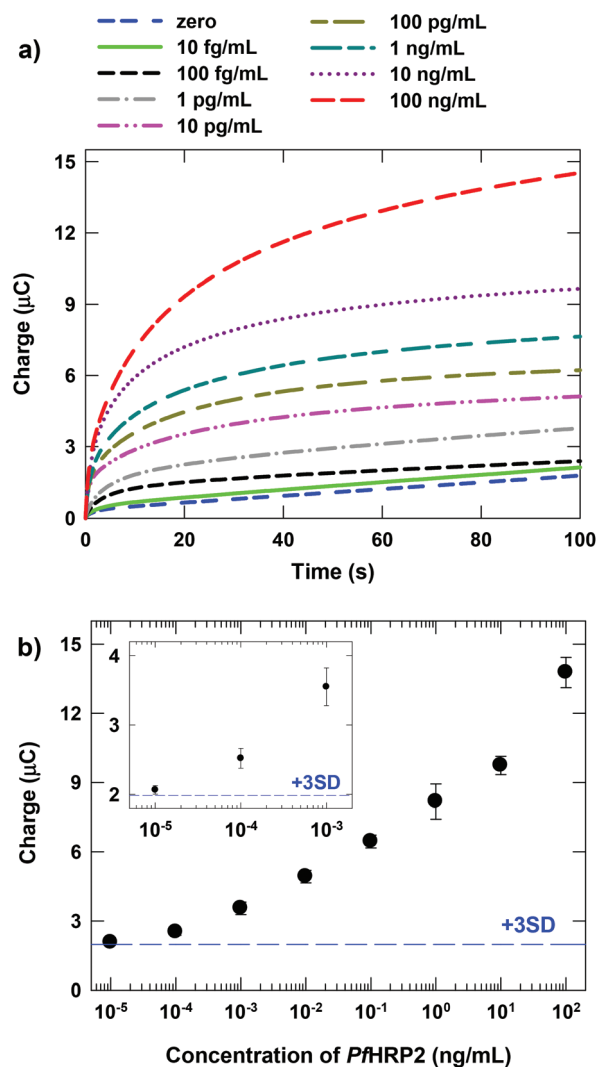 a)
zero
10 fg/mL
100 fg/mL
1 pg/mL
10 pg/mL
100 pg/mL
1 ng/mL
10 ng/mL
100 ng/mL
15
12
9
6
3
0
Charge (μC)
0 20 40 60 80 100
Time (s)
b)
15
12
9
6
3
0
Charge (μC)
4
3
2
+3SD
10⁻⁵ 10⁻⁴ 10⁻³
+3SD
10⁻⁵ 10⁻⁴ 10⁻³ 10⁻² 10⁻¹ 10⁰ 10¹ 10²
Concentration of PfHRP2 (ng/mL)